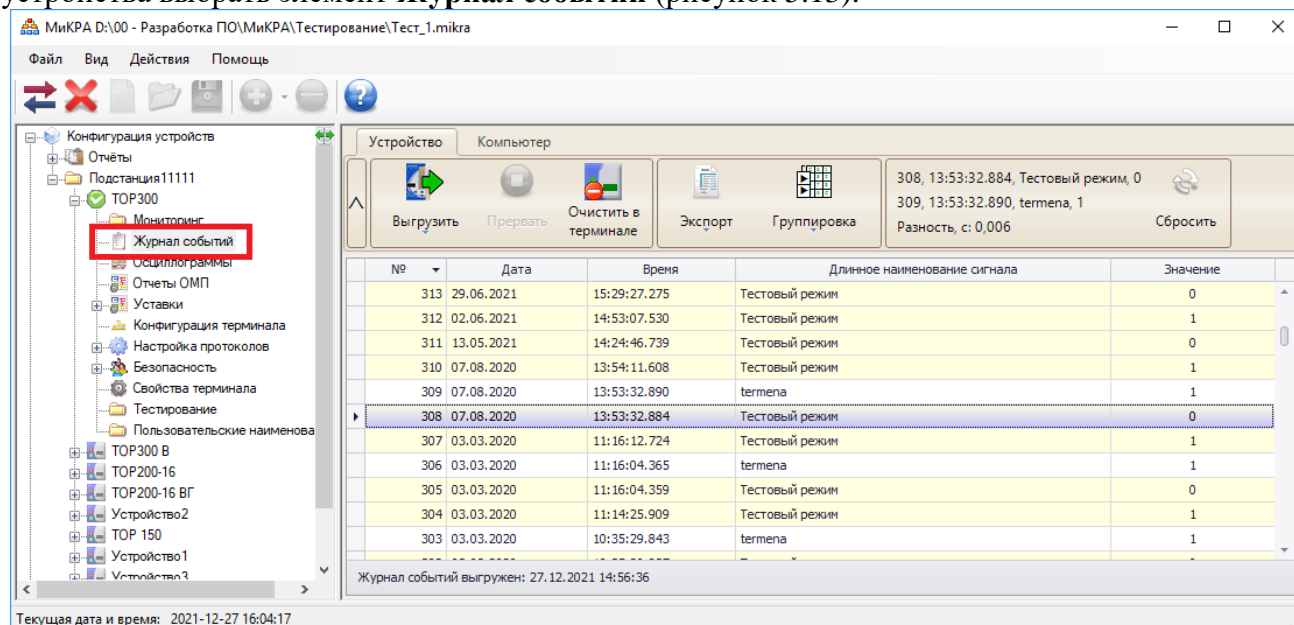 устройства выбрать элемент Журнал событий (рисунок 3.13).
МиКРА D:\00 - Разработка ПО\МиКРА\Тестирование\Тест_1.mikra
Файл Вид Действия Помощь
Конфигурация устройств
Отчёты
Подстанция11111
ТОР300
Мониторинг
Журнал событий
Осциллограммы
Отчеты ОМП
Уставки
Конфигурация терминала
Настройка протоколов
Безопасность
Свойства терминала
Тестирование
Пользовательские наименова
ТОР300 В
ТОР200-16
ТОР200-16 ВГ
Устройство2
ТОР 150
Устройство1
Устройство3
Устройство Компьютер
Выгрузить
Прервать
Очистить в
терминале
Экспорт
Группировка
308, 13:53:32.884, Тестовый режим, 0
309, 13:53:32.890, termena, 1
Разность, с: 0,006
Сбросить
№ Дата Время Длинное наименование сигнала Значение
313 29.06.2021 15:29:27.275 Тестовый режим 0
312 02.06.2021 14:53:07.530 Тестовый режим 1
311 13.05.2021 14:24:46.739 Тестовый режим 0
310 07.08.2020 13:54:11.608 Тестовый режим 1
309 07.08.2020 13:53:32.890 termena 1
308 07.08.2020 13:53:32.884 Тестовый режим 0
307 03.03.2020 11:16:12.724 Тестовый режим 1
306 03.03.2020 11:16:04.365 termena 1
305 03.03.2020 11:16:04.359 Тестовый режим 0
304 03.03.2020 11:14:25.909 Тестовый режим 1
303 03.03.2020 10:35:29.843 termena 1
Журнал событий выгружен: 27.12.2021 14:56:36
Текущая дата и время: 2021-12-27 16:04:17